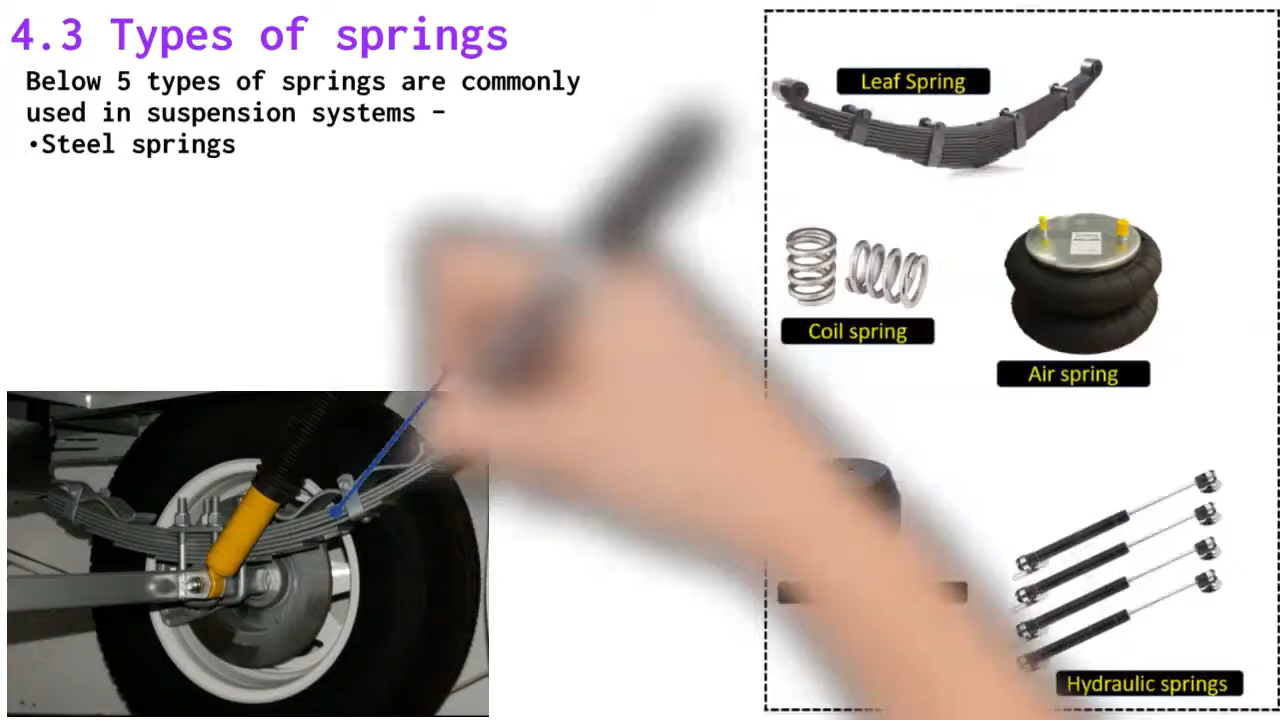 4.3 Types of springs
Below 5 types of springs are commonly
used in suspension systems –
•Steel springs
Leaf Spring
Coil spring
Air spring
Hydraulic springs